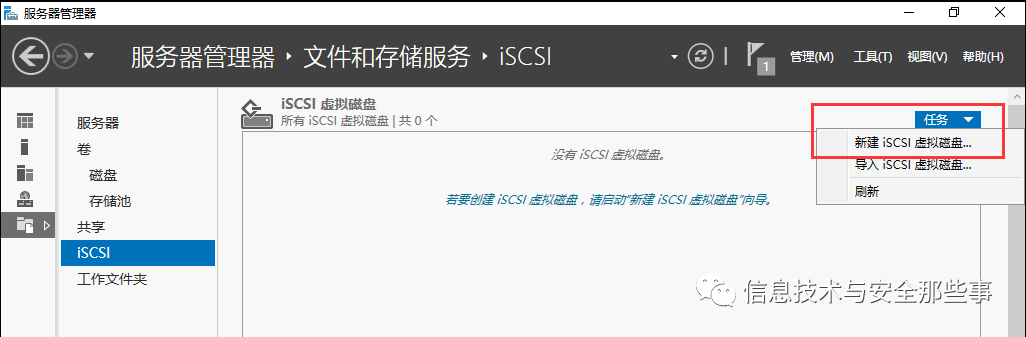 服务器管理器
服务器管理器 · 文件和存储服务 · iSCSI
1
管理(M) 工具(T) 视图(V) 帮助(H)
服务器
卷
磁盘
存储池
共享
iSCSI
工作文件夹
iSCSI 虚拟磁盘
所有 iSCSI 虚拟磁盘 | 共 0 个
任务
新建 iSCSI 虚拟磁盘...
导入 iSCSI 虚拟磁盘...
刷新
没有 iSCSI 虚拟磁盘。
若要创建 iSCSI 虚拟磁盘，请启动"新建 iSCSI 虚拟磁盘"向导。
信息技术与安全那些事